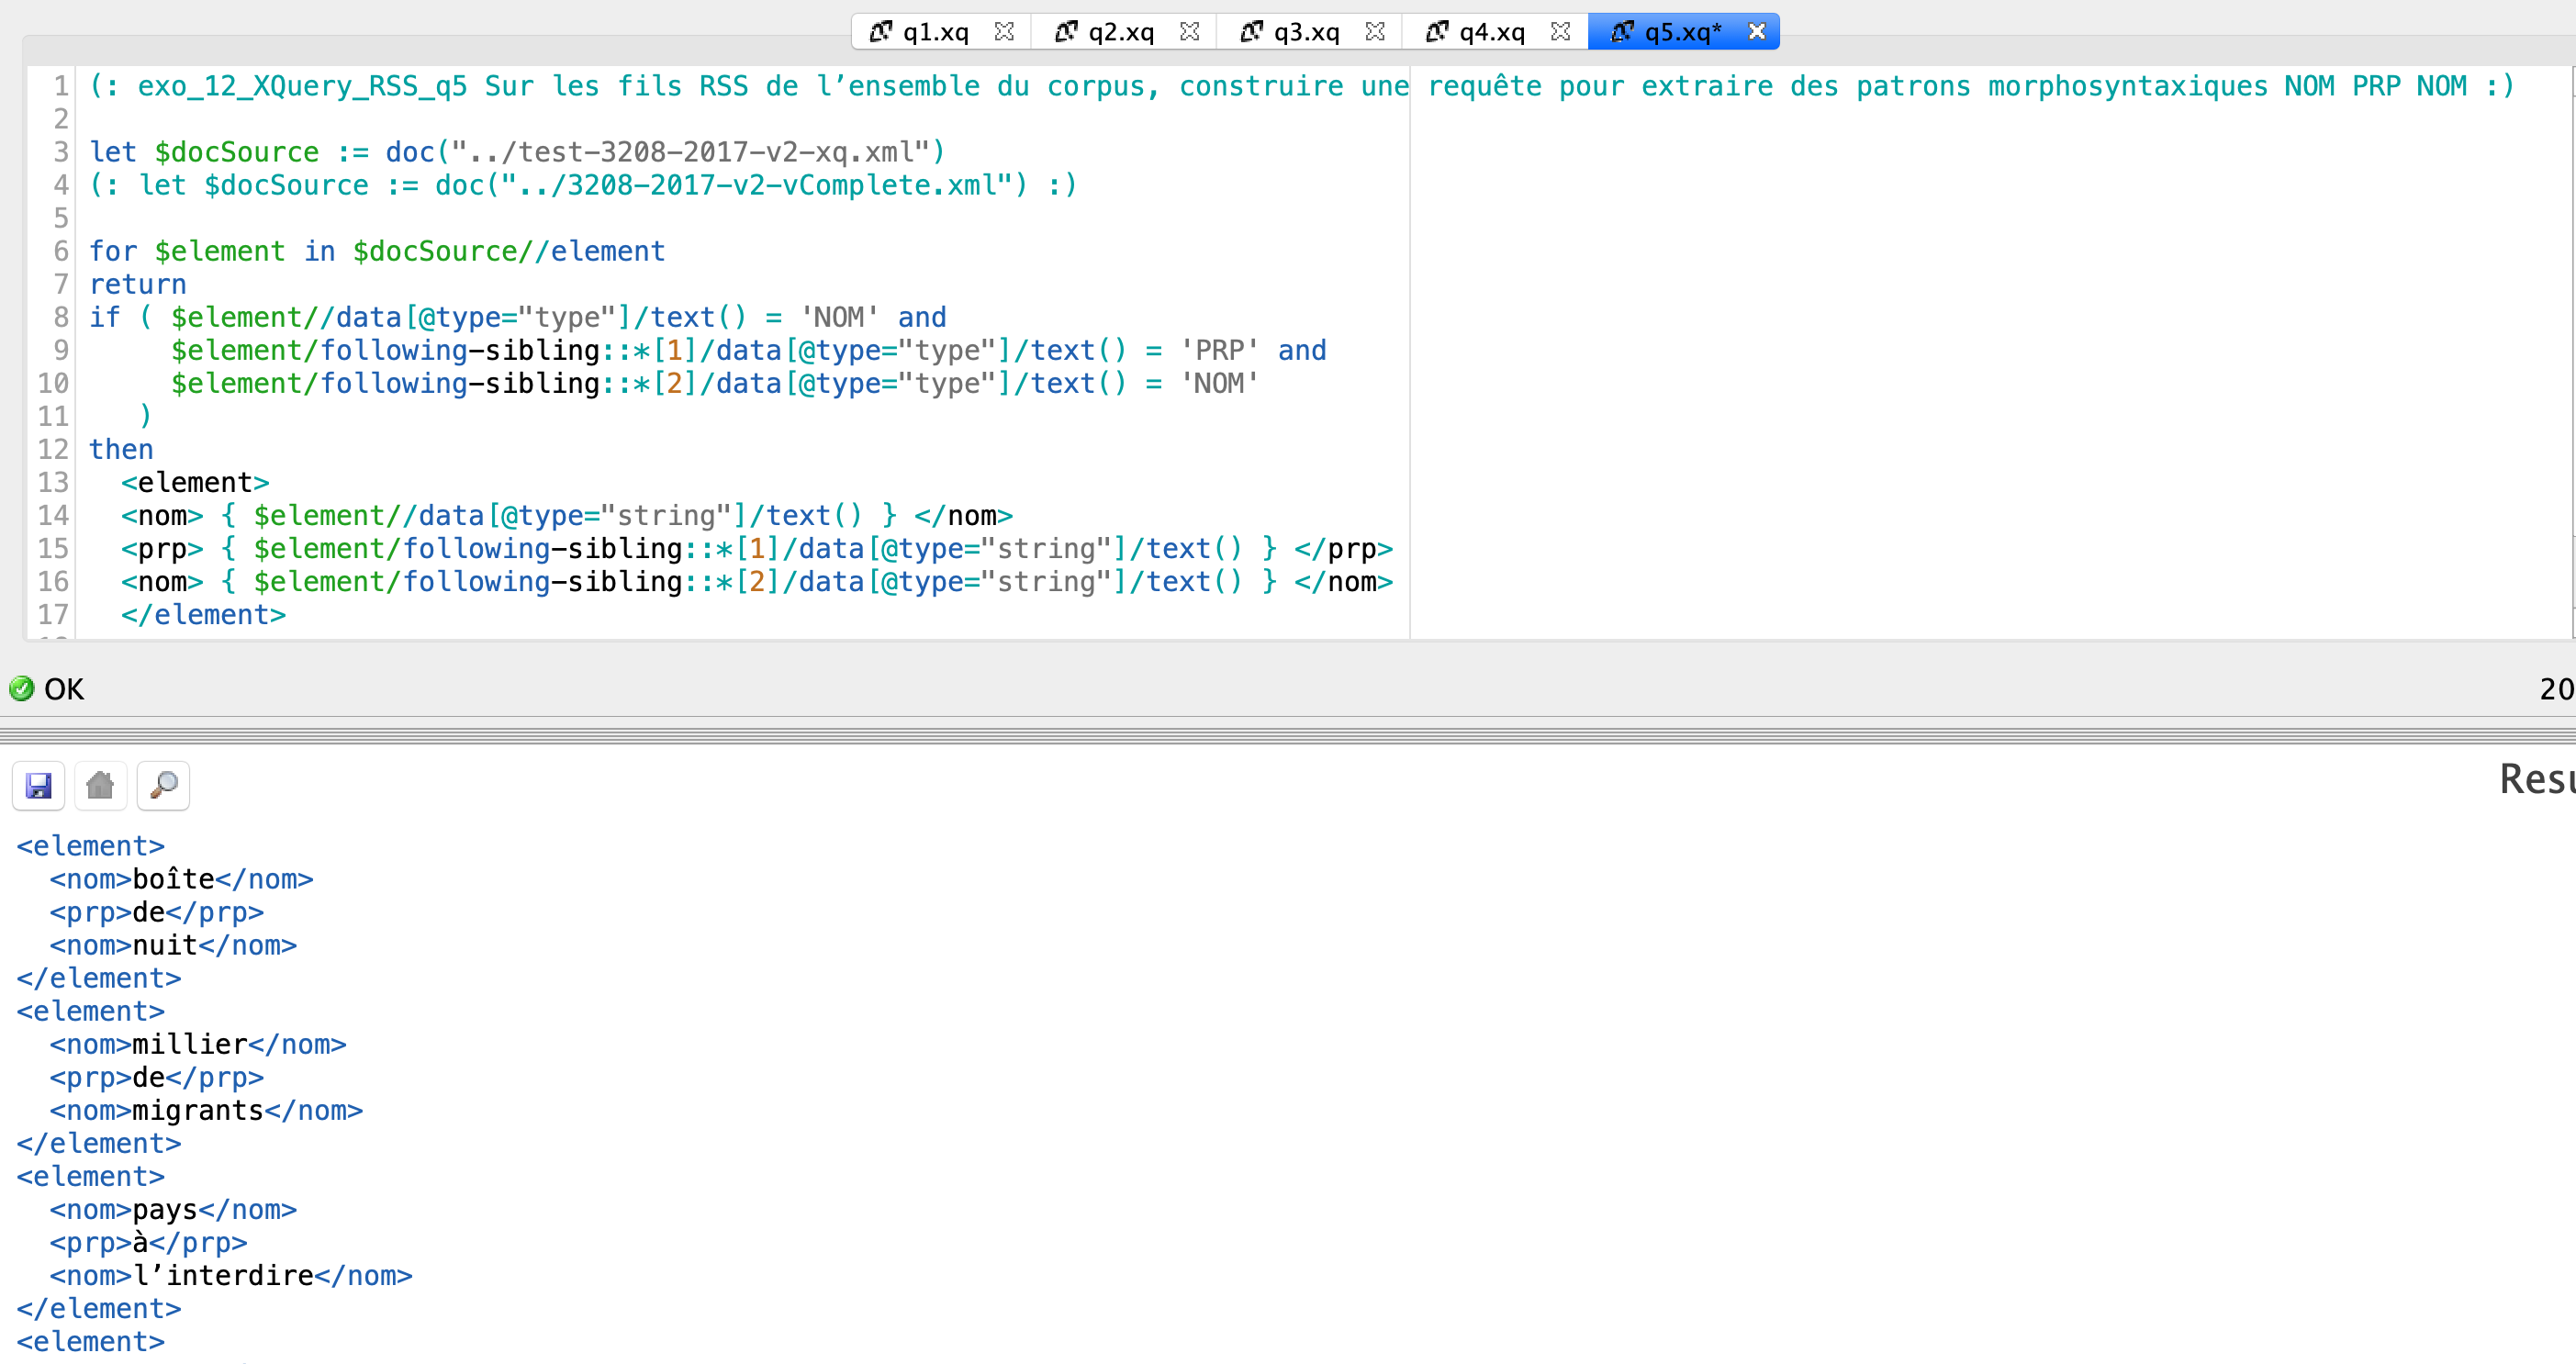 q1.xq q2.xq q3.xq q4.xq q5.xq*
1 (: exo_12_XQuery_RSS_q5 Sur les fils RSS de l’ensemble du corpus, construire une requête pour extraire des patrons morphosyntaxiques NOM PRP NOM :)
2
3 let $docSource := doc("../test-3208-2017-v2-xq.xml")
4 (: let $docSource := doc("../3208-2017-v2-vComplete.xml") :)
5
6 for $element in $docSource//element
7 return
8 if ( $element//data[@type="type"]/text() = 'NOM' and
9 $element/following-sibling::*[1]/data[@type="type"]/text() = 'PRP' and
10 $element/following-sibling::*[2]/data[@type="type"]/text() = 'NOM'
11 )
12 then
13 <element>
14 <nom> { $element//data[@type="string"]/text() } </nom>
15 <prp> { $element/following-sibling::*[1]/data[@type="string"]/text() } </prp>
16 <nom> { $element/following-sibling::*[2]/data[@type="string"]/text() } </nom>
17 </element>
OK 20
Resu
<element>
<nom>boîte</nom>
<prp>de</prp>
<nom>nuit</nom>
</element>
<element>
<nom>millier</nom>
<prp>de</prp>
<nom>migrants</nom>
</element>
<element>
<nom>pays</nom>
<prp>à</prp>
<nom>l’interdire</nom>
</element>
<element>